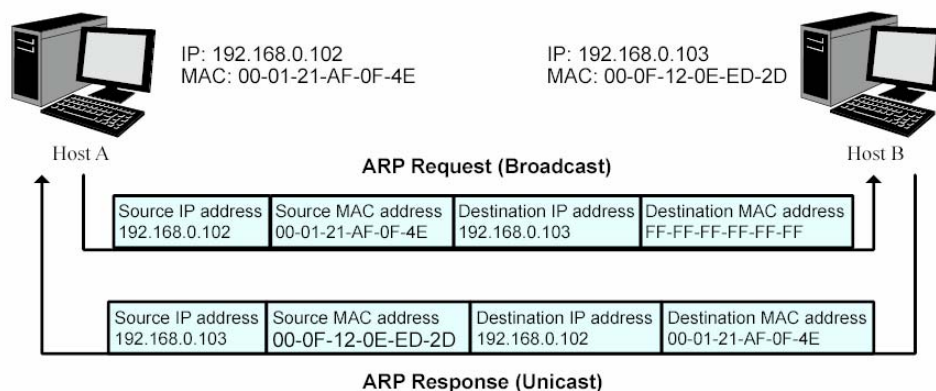 IP: 192.168.0.102
MAC: 00-01-21-AF-0F-4E
IP: 192.168.0.103
MAC: 00-0F-12-0E-ED-2D
Host A
Host B
ARP Request (Broadcast)
Source IP address
192.168.0.102
Source MAC address
00-01-21-AF-0F-4E
Destination IP address
192.168.0.103
Destination MAC address
FF-FF-FF-FF-FF-FF
Source IP address
192.168.0.103
Source MAC address
00-0F-12-0E-ED-2D
Destination IP address
192.168.0.102
Destination MAC address
00-01-21-AF-0F-4E
ARP Response (Unicast)